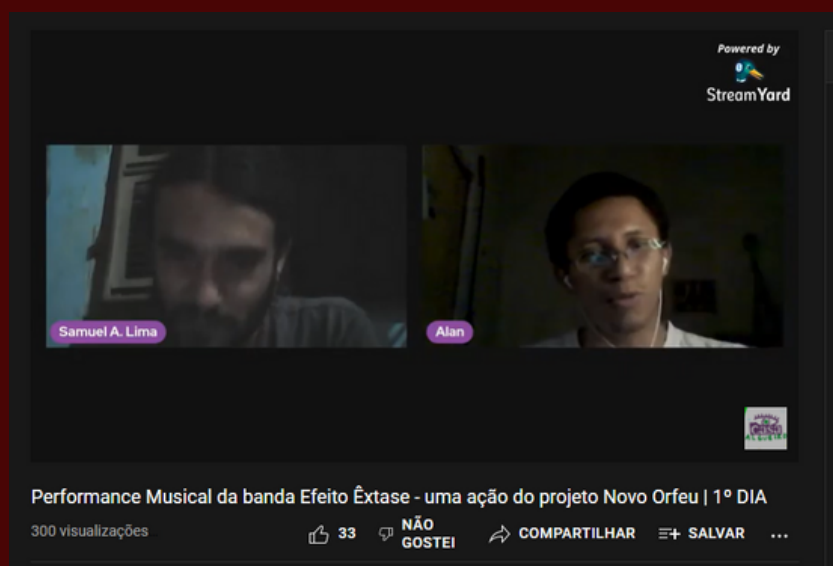 Powered by
StreamYard
Samuel A. Lima
Alan
Performance Musical da banda Efeito Êxtase - uma ação do projeto Novo Orfeu | 1º DIA
300 visualizações
33
NÃO
GOSTEI
COMPARTILHAR
SALVAR
...